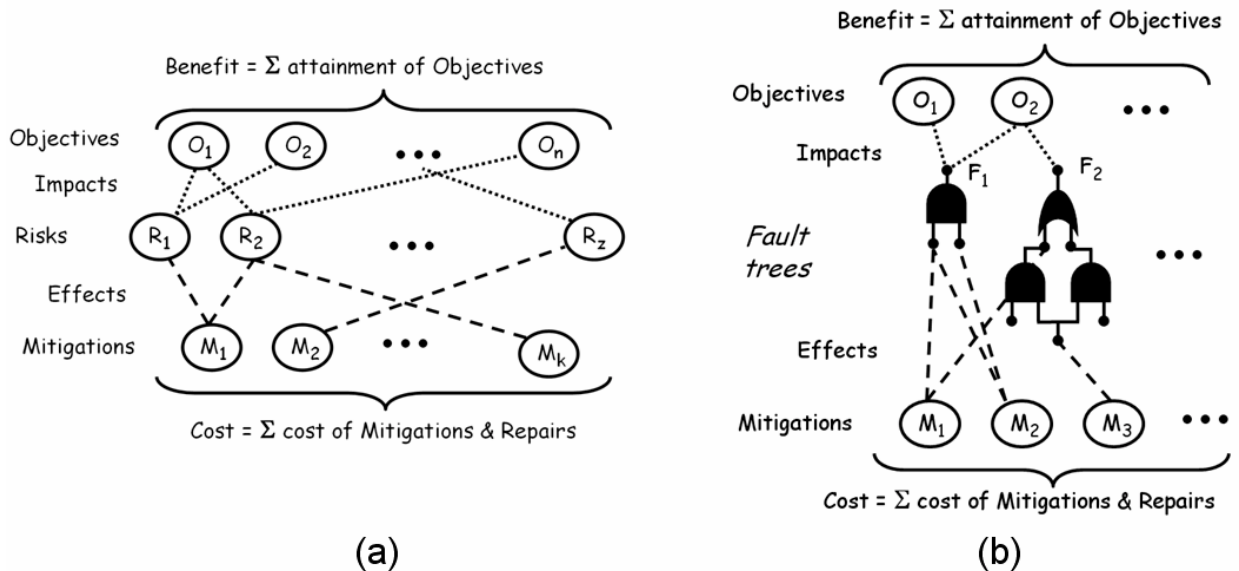 Benefit = Σ attainment of Objectives
Objectives O₁ O₂ ••• Oₙ
Impacts
Risks R₁ R₂ ••• R_z
Effects
Mitigations M₁ M₂ ••• Mₖ
Cost = Σ cost of Mitigations & Repairs
(a)
Benefit = Σ attainment of Objectives
Objectives O₁ O₂ •••
Impacts
F₁ F₂
Fault
trees •••
Effects
Mitigations M₁ M₂ M₃ •••
Cost = Σ cost of Mitigations & Repairs
(b)